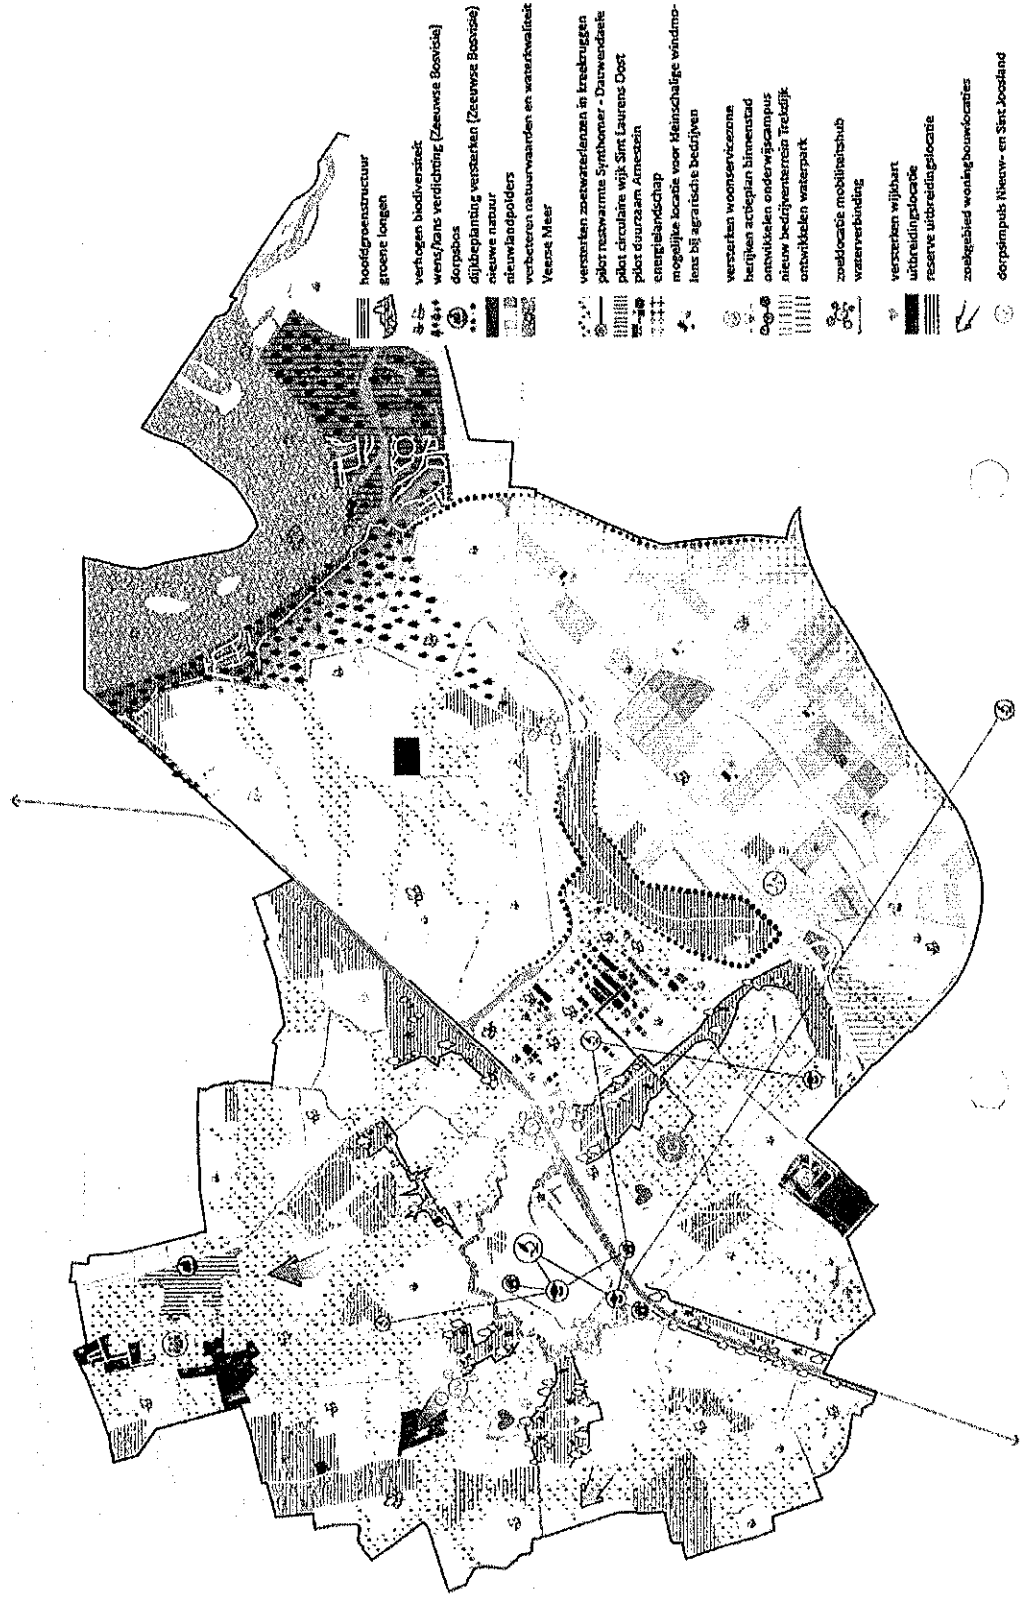 hoofdgroenstructuur
groene longen
verhogen biodiversiteit
wens/kans verdichting (Zeeuwse Bosvisie)
dorpsbos
dijkbeplanting versterken (Zeeuwse Bosvisie)
nieuwe natuur
nieuwlandpolders
verbeteren natuurwaarden en waterkwaliteit
Veerse Meer
versterken zoetwaterlenzen in kreekruggen
pilot restwarmte Synthomer - Dauwendaele
pilot circulaire wijk Sint Laurens Oost
pilot duurzaam Arnestein
energielandschap
mogelijke locatie voor kleinschalige windmo-
lens bij agrarische bedrijven
versterken woonservicezone
herijken actieplan binnenstad
ontwikkelen onderwijscampus
nieuw bedrijventerrein Trekdijk
ontwikkelen waterpark
zoeklocatie mobiliteitshub
waterverbinding
versterken wijkhart
uitbreidingslocatie
reserve uitbreidingslocatie
zoekgebied woningbouwlocaties
dorpsimpuls Nieuw- en Sint Joosland